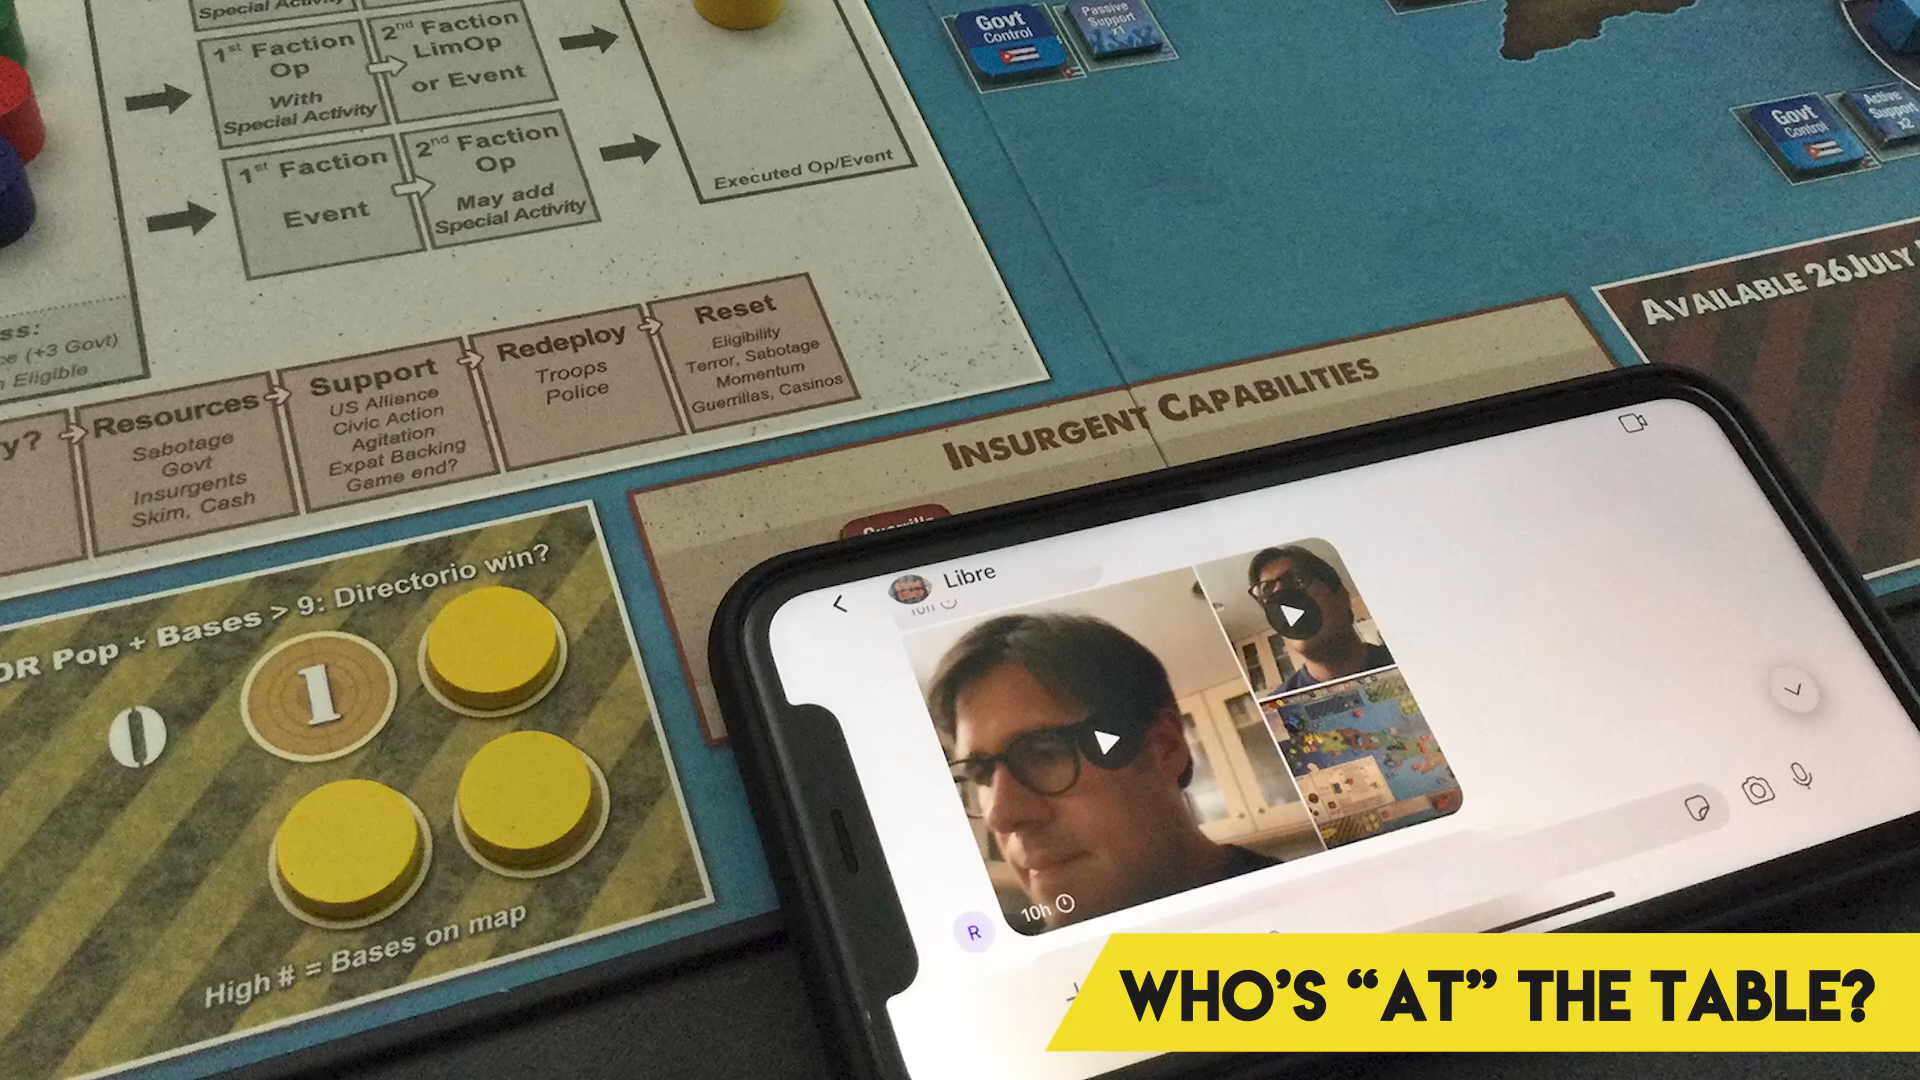 Special Activity
1st Faction
Op
With
Special Activity
2nd Faction
LimOp
or Event
1st Faction
Event
2nd Faction
Op
May add
Special Activity
Executed Op/Event
Govt
Control
Passive
Support
x1
Govt
Control
Active
Support
x2
AVAILABLE 26JULY
(+3 Govt)
Eligible
Resources
Sabotage
Govt
Insurgents
Skim, Cash
Support
US Alliance
Civic Action
Agitation
Expat Backing
Game end?
Redeploy
Troops
Police
Reset
Eligibility
Terror, Sabotage
Momentum
Guerrillas, Casinos
INSURGENT CAPABILITIES
DR Pop + Bases > 9: Directorio win?
0
1
High # = Bases on map
Libre
10h
R
WHO'S “AT” THE TABLE?